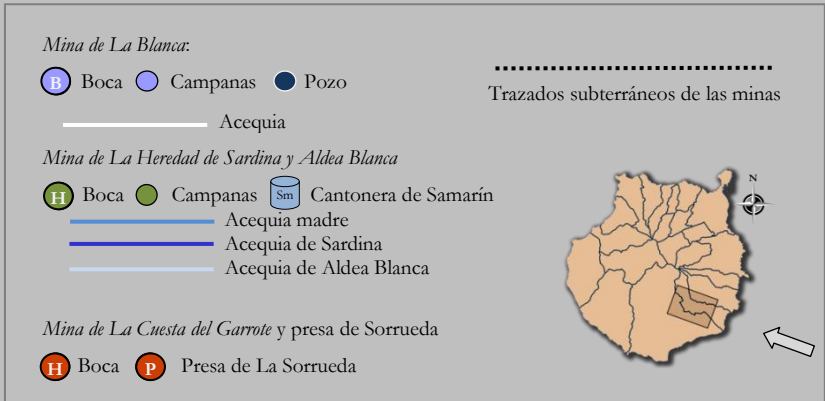 Mina de La Blanca:
B Boca Campanas Pozo
Acequia
Trazados subterráneos de las minas
Mina de La Heredad de Sardina y Aldea Blanca
H Boca Campanas Sm Cantonera de Samarín
Acequia madre
Acequia de Sardina
Acequia de Aldea Blanca
N
Mina de La Cuesta del Garrote y presa de Sorrueda
H Boca P Presa de La Sorrueda